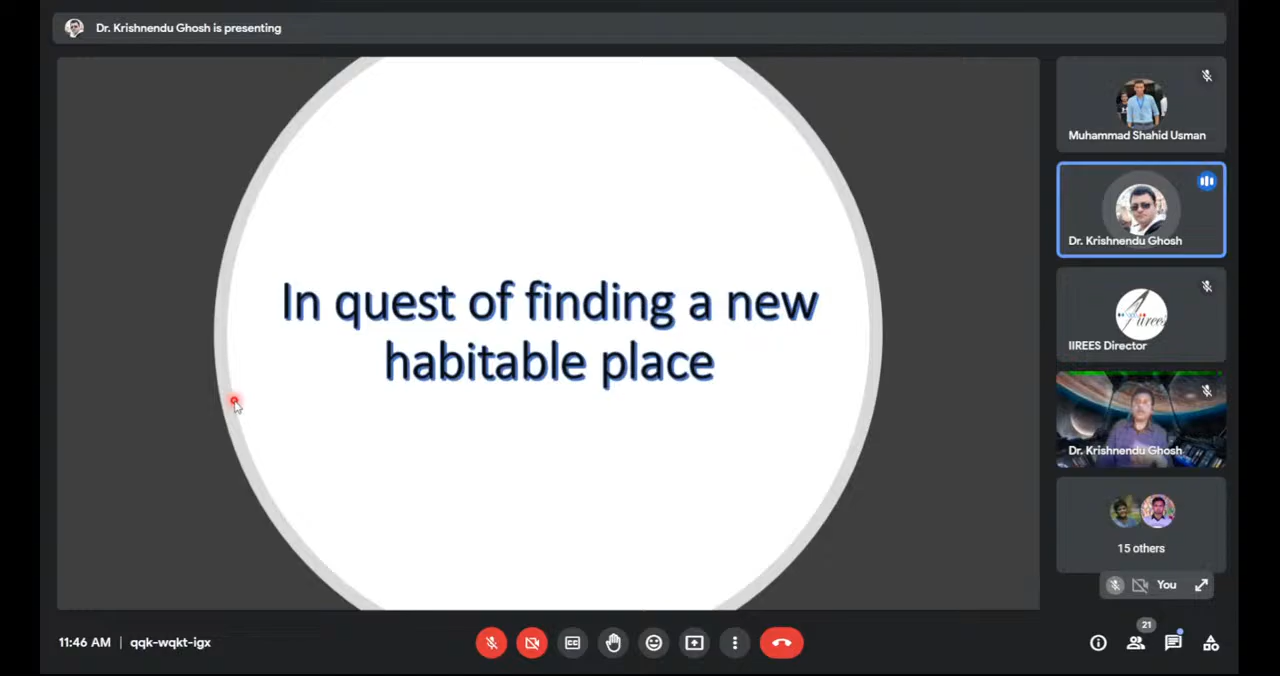 Dr. Krishnendu Ghosh is presenting
In quest of finding a new
habitable place
Muhammad Shahid Usman
Dr. Krishnendu Ghosh
IIREES Director
Dr. Krishnendu Ghosh
15 others
You
11:46 AM | qqk-wqkt-igx
21